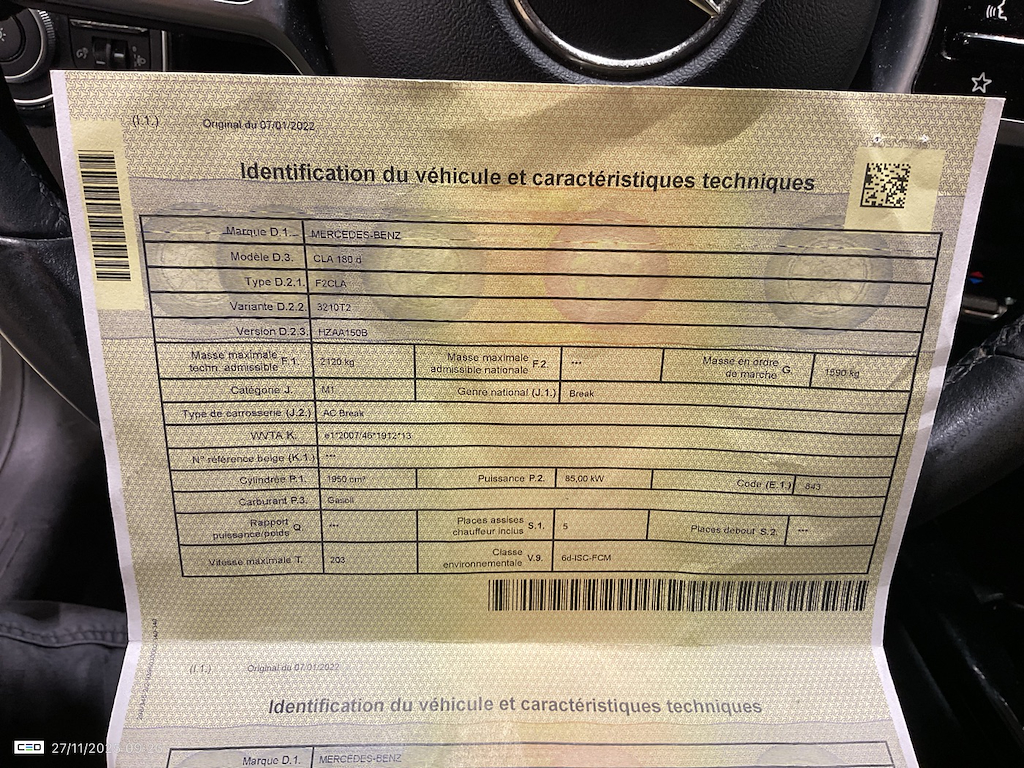 (I.1.) Original du 07/01/2022
Identification du véhicule et caractéristiques techniques
Marque D.1. MERCEDES-BENZ
Modèle D.3. CLA 180 d
Type D.2.1. F2CLA
Variante D.2.2. 3210T2
Version D.2.3. HZAA150B
Masse maximale techn. admissible F.1. 2120 kg Masse maximale admissible nationale F.2. --- Masse en ordre de marche G. 1590 kg
Catégorie J. M1 Genre national (J.1.) Break
Type de carrosserie (J.2.) AC Break
WVTA K. e1*2007/46*1912*13
N° référence belge (K.1.) ---
Cylindrée P.1. 1950 cm³ Puissance P.2. 85,00 kW Code (E.1.) 843
Carburant P.3. Gasoil
Rapport puissance/poids Q. --- Places assises chauffeur inclus S.1. 5 Places debout S.2. ---
Vitesse maximale T. 203 Classe environnementale V.9. 6d-ISC-FCM
(I.1.) Original du 07/01/2022
Identification du véhicule et caractéristiques techniques
Marque D.1. MERCEDES-BENZ
CEO 27/11/